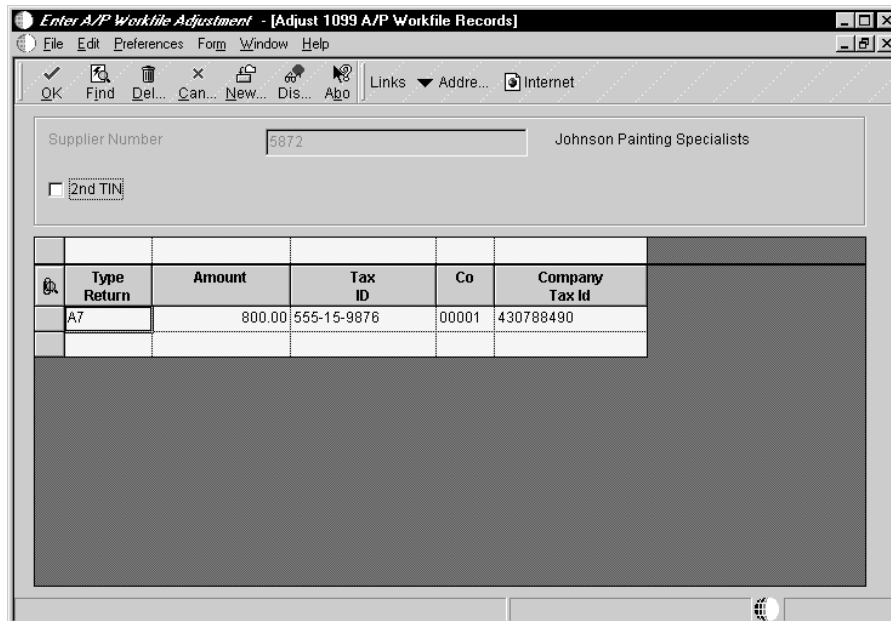 Enter A/P Workfile Adjustment - [Adjust 1099 A/P Workfile Records]
File Edit Preferences Form Window Help
OK Find Del... Can... New... Dis... Abo Links Addre... Internet
Supplier Number 5872 Johnson Painting Specialists
2nd TIN
Type Return Amount Tax ID Co Company Tax Id
A7 800.00 555-15-9876 00001 430788490